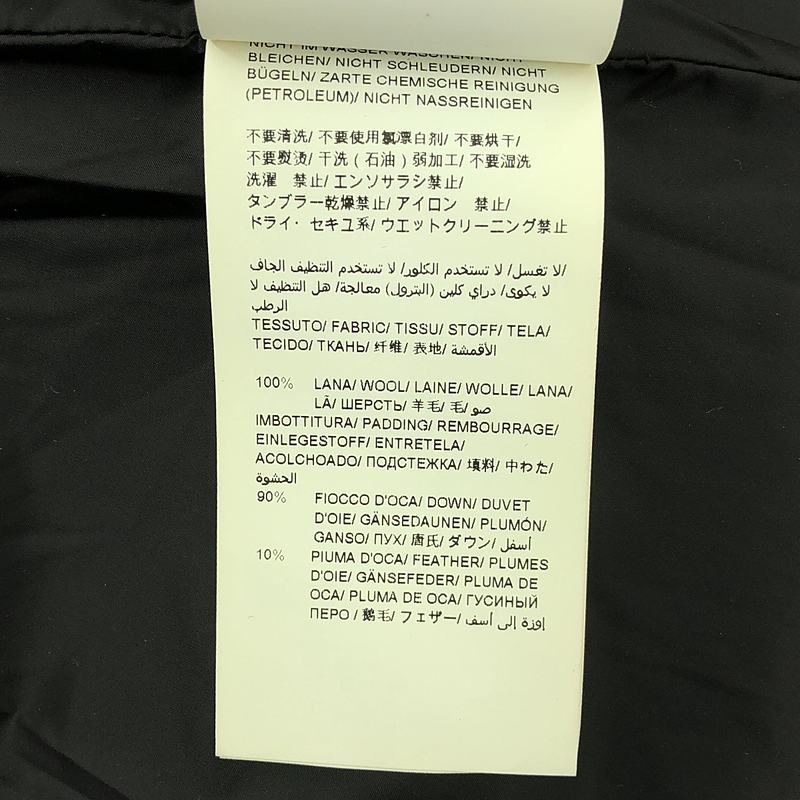 NICHT IM WASSER WASCHEN/ NICHT
BLEICHEN/ NICHT SCHLEUDERN/ NICHT
BÜGELN/ ZARTE CHEMISCHE REINIGUNG
(PETROLEUM)/ NICHT NASSREINIGEN
不要清洗/ 不要使用氯漂白剂/ 不要烘干/
不要熨烫/ 干洗（石油）弱加工/ 不要湿洗
洗濯　禁止/ エンソサラシ禁止/
タンブラー乾燥禁止/ アイロン　禁止/
ドライ・ セキユ系/ ウエットクリーニング禁止
/لا تغسل/ لا تستخدم الكلور/ لا تستخدم التنظيف الجاف
لا يكوى/ دراي كلين (البترول) معالجة/ هل التنظيف لا
الرطب
TESSUTO/ FABRIC/ TISSU/ STOFF/ TELA/
TECIDO/ ТКАНЬ/ 纤维/ 表地/ الأقمشة
100% LANA/ WOOL/ LAINE/ WOLLE/ LANA/
LÃ/ ШЕРСТЬ/ 羊毛/ 毛/ صو
IMBOTTITURA/ PADDING/ REMBOURRAGE/
EINLEGESTOFF/ ENTRETELA/
ACOLCHOADO/ ПОДСТЕЖКА/ 填料/ 中わた/
الحشوة
90% FIOCCO D'OCA/ DOWN/ DUVET
D'OIE/ GÄNSEDAUNEN/ PLUMÓN/
GANSO/ ПУХ/ 唐氏/ ダウン/ أسفل
10% PIUMA D'OCA/ FEATHER/ PLUMES
D'OIE/ GÄNSEFEDER/ PLUMA DE
OCA/ PLUMA DE OCA/ ГУСИНЫЙ
ПЕРО / 鹅毛/ フェザー/ اوزة إلى أسف